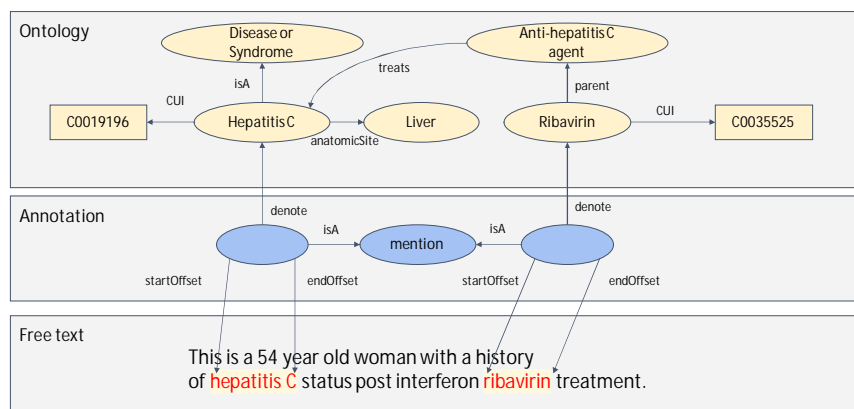 Ontology
Disease or
Syndrome
Anti-hepatitis C
agent
treats
isA
parent
CUI
CUI
C0019196
Hepatitis C
Liver
Ribavirin
C0035525
anatomicSite
Annotation
denote
denote
isA
isA
mention
startOffset
endOffset
startOffset
endOffset
Free text
This is a 54 year old woman with a history
of hepatitis C status post interferon ribavirin treatment.